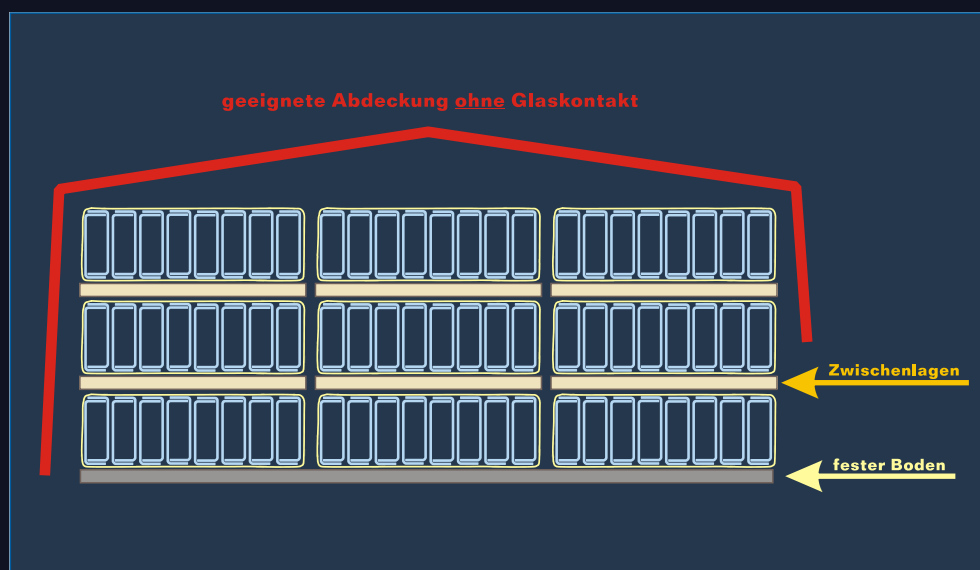 geeignete Abdeckung ohne Glaskontakt
Zwischenlagen
fester Boden